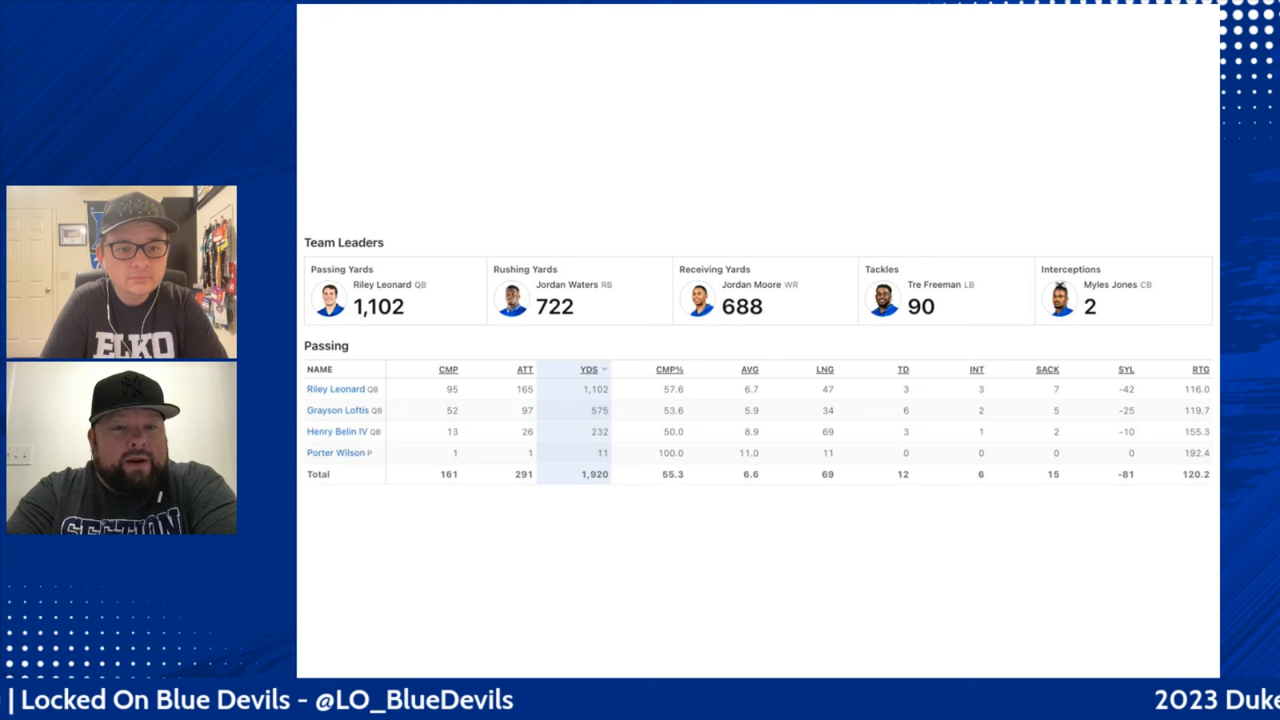 Team Leaders
Passing Yards Rushing Yards Receiving Yards Tackles Interceptions
Riley Leonard QB Jordan Waters RB Jordan Moore WR Tre Freeman LB Myles Jones CB
1,102 722 688 90 2
Passing
NAME CMP ATT YDS CMP% AVG LNG TD INT SACK SYL RTG
Riley Leonard QB 95 165 1,102 57.6 6.7 47 3 3 7 -42 116.0
Grayson Loftis QB 52 97 575 53.6 5.9 34 6 2 5 -25 119.7
Henry Belin IV QB 13 26 232 50.0 8.9 69 3 1 2 -10 155.3
Porter Wilson P 1 1 11 100.0 11.0 11 0 0 0 0 192.4
Total 161 291 1,920 55.3 6.6 69 12 6 15 -81 120.2
ELKO
SECTION
| Locked On Blue Devils - @LO_BlueDevils 2023 Duke